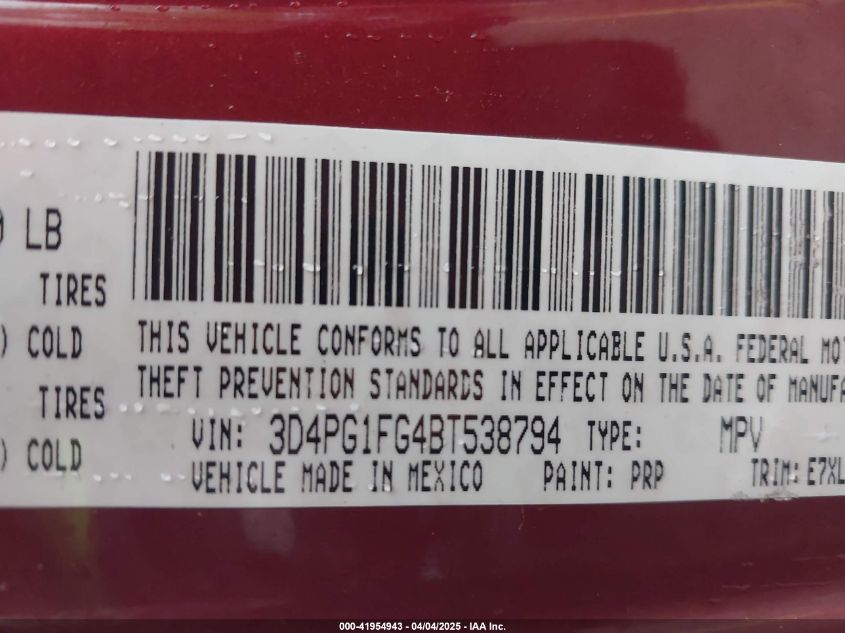 LB
TIRES
) COLD
TIRES
) COLD
THIS VEHICLE CONFORMS TO ALL APPLICABLE U.S.A. FEDERAL
THEFT PREVENTION STANDARDS IN EFFECT ON THE DATE OF
VIN: 3D4PG1FG4BT538794 TYPE: MPV
VEHICLE MADE IN MEXICO PAINT: PRP TRIM: E7XL
000-41954943 - 04/04/2025 - IAA Inc.